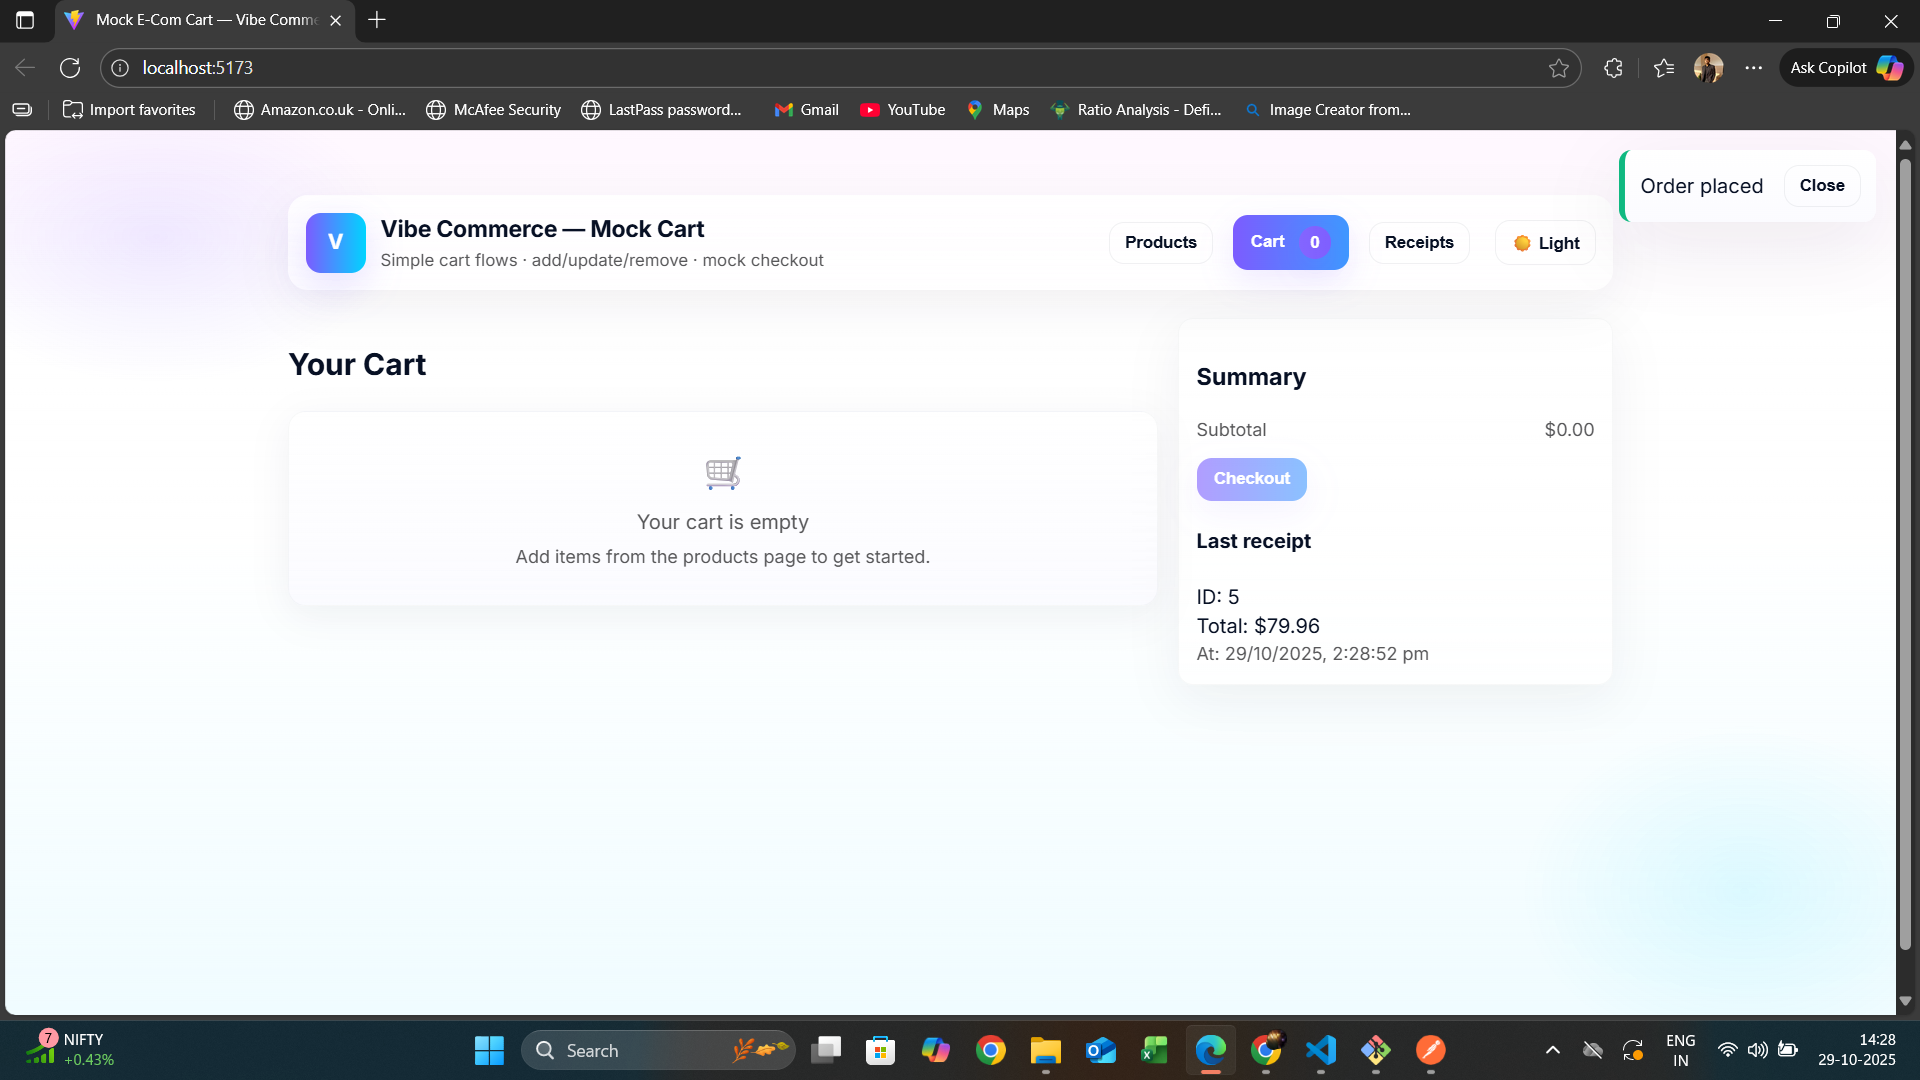 Mock E-Com Cart — Vibe Comme
localhost:5173
Ask Copilot
Import favorites
Amazon.co.uk - Onli...
McAfee Security
LastPass password...
Gmail
YouTube
Maps
Ratio Analysis - Defi...
Image Creator from...
Order placed
Close
V
Vibe Commerce — Mock Cart
Simple cart flows · add/update/remove · mock checkout
Products
Cart 0
Receipts
Light
Your Cart
Your cart is empty
Add items from the products page to get started.
Summary
Subtotal $0.00
Checkout
Last receipt
ID: 5
Total: $79.96
At: 29/10/2025, 2:28:52 pm
7
NIFTY
+0.43%
Search
ENG
IN
14:28
29-10-2025